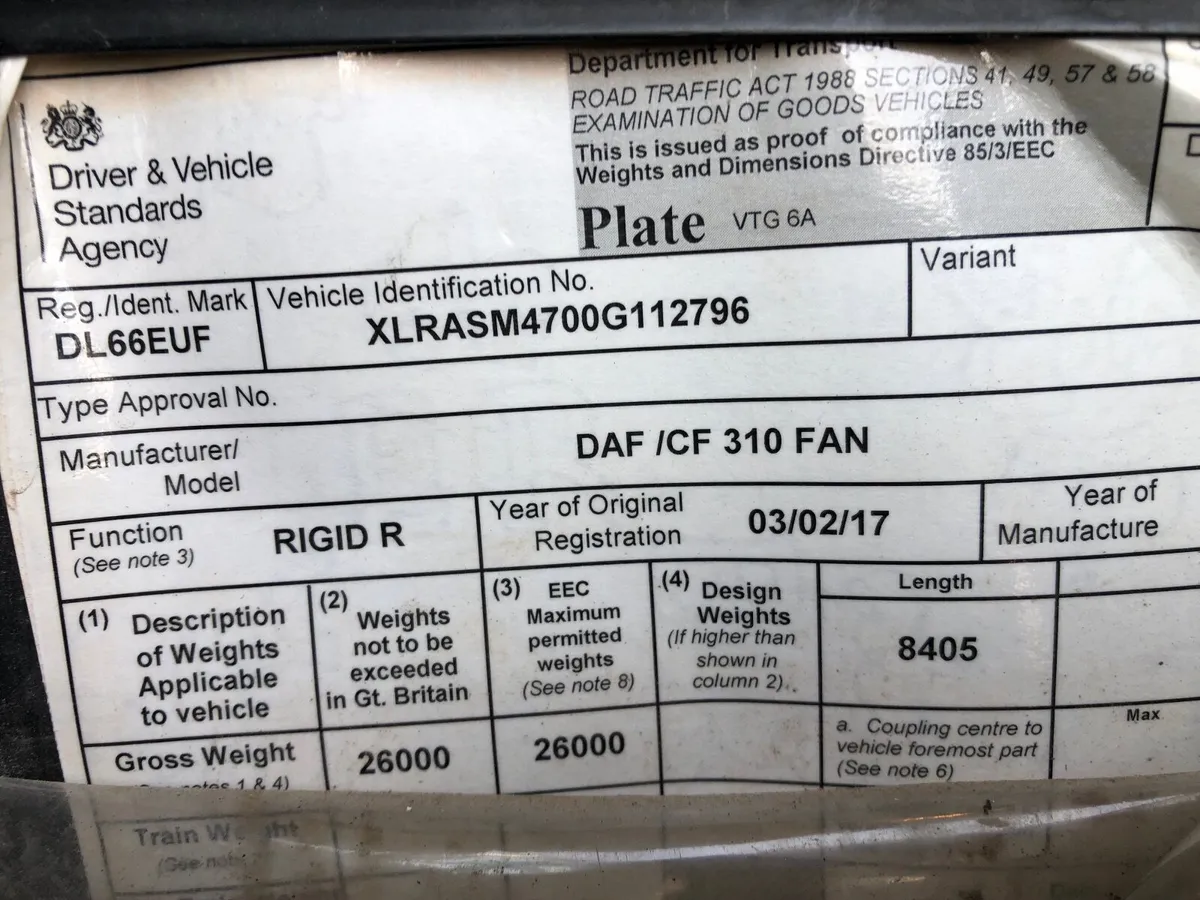 Department for Transport
ROAD TRAFFIC ACT 1988 SECTIONS 41, 49, 57 & 58
EXAMINATION OF GOODS VEHICLES
This is issued as proof of compliance with the
Weights and Dimensions Directive 85/3/EEC
Plate VTG 6A
Driver & Vehicle
Standards
Agency
Reg./Ident. Mark
DL66EUF
Vehicle Identification No.
XLRASM4700G112796
Variant
Type Approval No.
Manufacturer/
Model
DAF /CF 310 FAN
Function
(See note 3)
RIGID R
Year of Original
Registration
03/02/17
Year of
Manufacture
(1) Description
of Weights
Applicable
to vehicle
(2) Weights
not to be
exceeded
in Gt. Britain
(3) EEC
Maximum
permitted
weights
(See note 8)
(4) Design
Weights
(If higher than
shown in
column 2)
Length
8405
Gross Weight
notes 1 & 4)
26000
26000
a. Coupling centre to
vehicle foremost part
(See note 6)
Max
Train Weight
(See note